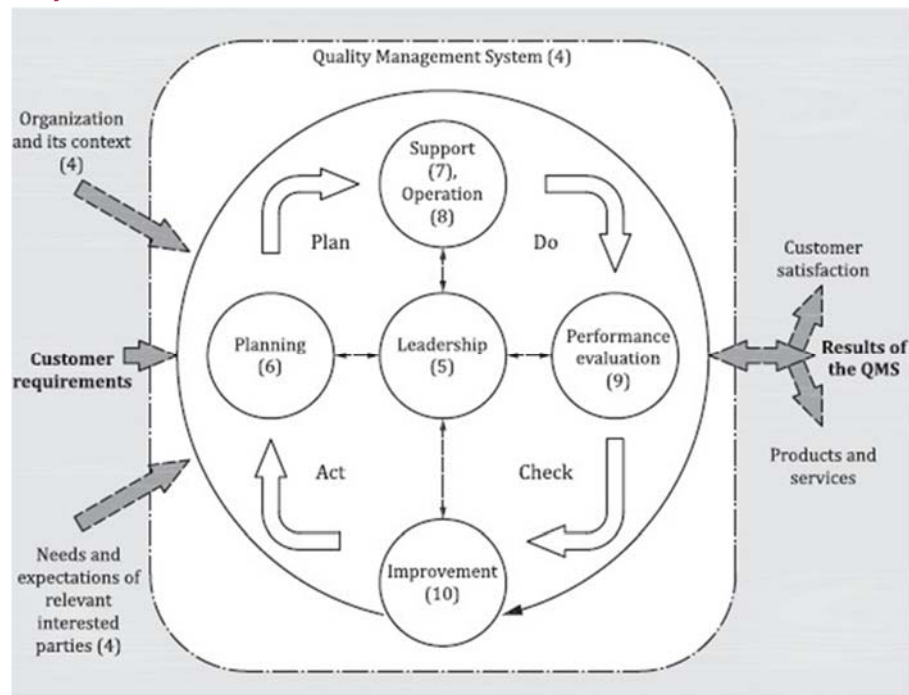 Quality Management System (4)
Organization
and its context
(4)
Support
(7),
Operation
(8)
Plan
Do
Customer
satisfaction
Customer
requirements
Planning
(6)
Leadership
(5)
Performance
evaluation
(9)
Results of
the QMS
Act
Check
Products and
services
Needs and
expectations of
relevant
interested
parties (4)
Improvement
(10)